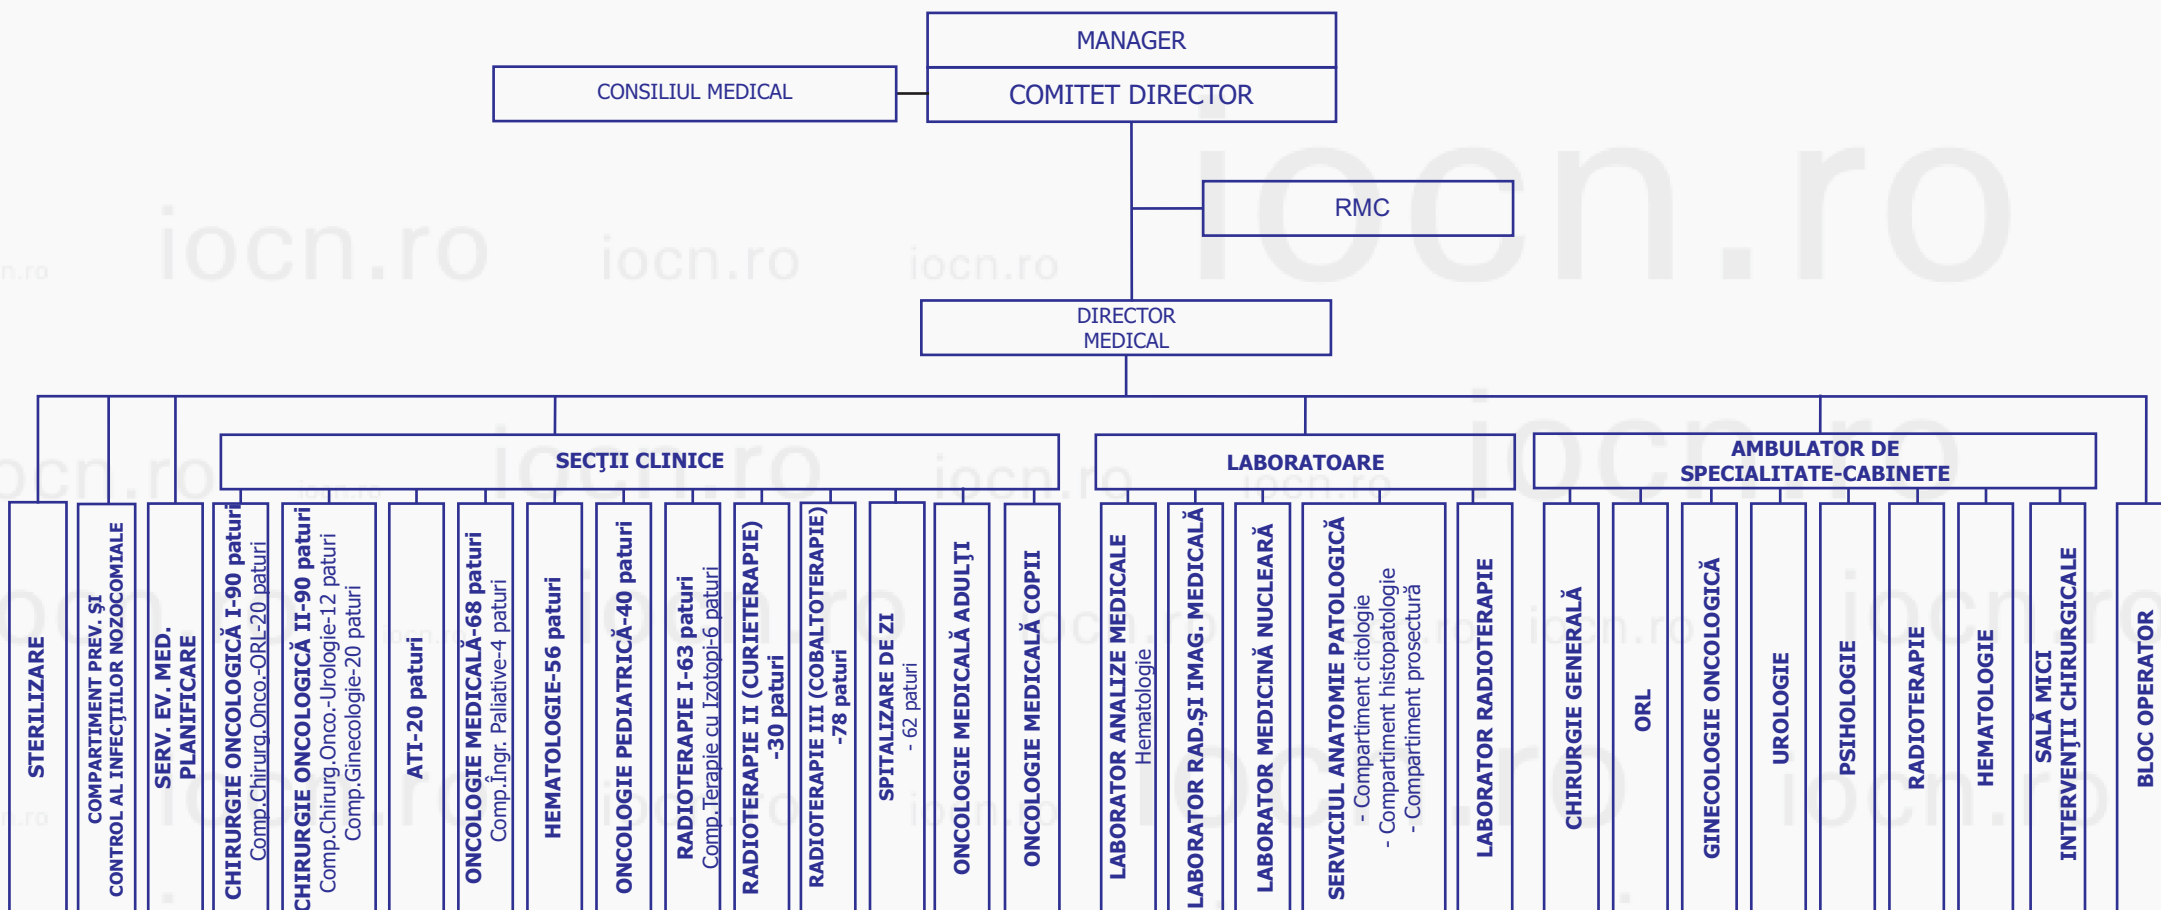 MANAGER
CONSILIUL MEDICAL
COMITET DIRECTOR
RMC
DIRECTOR
MEDICAL
SECŢII CLINICE
LABORATOARE
AMBULATOR DE
SPECIALITATE-CABINETE
STERILIZARE
COMPARTIMENT PREV. ŞI
CONTROL AL INFECŢIILOR NOZOCOMIALE
SERV. EV. MED.
PLANIFICARE
CHIRURGIE ONCOLOGICĂ I-90 paturi
Comp.Chirurg.Onco.-ORL-20 paturi
CHIRURGIE ONCOLOGICĂ II-90 paturi
Comp.Chirurg.Onco.-Urologie-12 paturi
Comp.Ginecologie-20 paturi
ATI-20 paturi
ONCOLOGIE MEDICALĂ-68 paturi
Comp.Îngr. Paliative-4 paturi
HEMATOLOGIE-56 paturi
ONCOLOGIE PEDIATRICĂ-40 paturi
RADIOTERAPIE I-63 paturi
Comp.Terapie cu Izotopi-6 paturi
RADIOTERAPIE II (CURIETERAPIE)
-30 paturi
RADIOTERAPIE III (COBALTOTERAPIE)
-78 paturi
SPITALIZARE DE ZI
- 62 paturi
ONCOLOGIE MEDICALĂ ADULŢI
ONCOLOGIE MEDICALĂ COPII
LABORATOR ANALIZE MEDICALE
Hematologie
LABORATOR RAD.ŞI IMAG. MEDICALĂ
LABORATOR MEDICINĂ NUCLEARĂ
SERVICIUL ANATOMIE PATOLOGICĂ
- Compartiment citologie
- Compartiment histopatologie
- Compartiment prosectură
LABORATOR RADIOTERAPIE
CHIRURGIE GENERALĂ
ORL
GINECOLOGIE ONCOLOGICĂ
UROLOGIE
PSIHOLOGIE
RADIOTERAPIE
HEMATOLOGIE
SALĂ MICI
INTERVENŢII CHIRURGICALE
BLOC OPERATOR
iocn.ro
iocn.ro
iocn.ro
iocn.ro